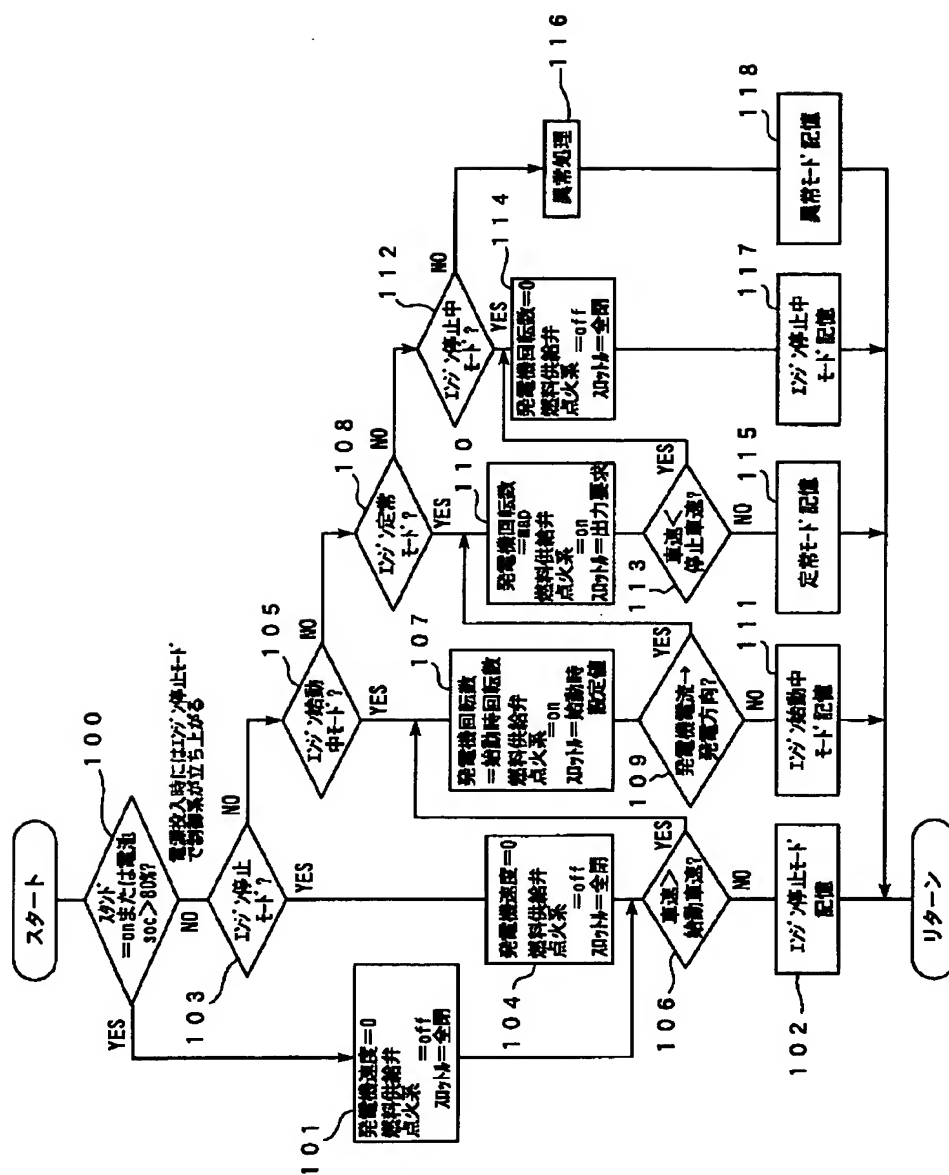 スタート
100
スタンド
=onまたは電池
soc>80%?
YES
NO
電源投入時にはエンジン停止モード
で制御系が立ち上がる
101
発電機速度=0
燃料供給弁
点火系 =off
スロットル=全閉
103
エンジン停止
モード?
NO
YES
104
発電機速度=0
燃料供給弁
点火系 =off
スロットル=全閉
106
車速>
始動車速?
YES
NO
102
エンジン停止モード
記憶
105
エンジン始動
中モード?
NO
YES
107
発電機回転数
=始動時回転数
燃料供給弁
点火系 =on
スロットル=始動時
設定値
109
発電機電流→
発電方向?
YES
NO
111
エンジン始動中
モード記憶
108
エンジン定常
モード?
NO
YES
110
発電機回転数
=map
燃料供給弁
点火系 =on
スロットル=出力要求
113
車速<
停止車速?
YES
NO
115
定常モード記憶
112
エンジン停止中
モード?
NO
YES
114
発電機回転数=0
燃料供給弁
点火系 =off
スロットル=全閉
117
エンジン停止中
モード記憶
116
異常処理
118
異常モード記憶
リターン